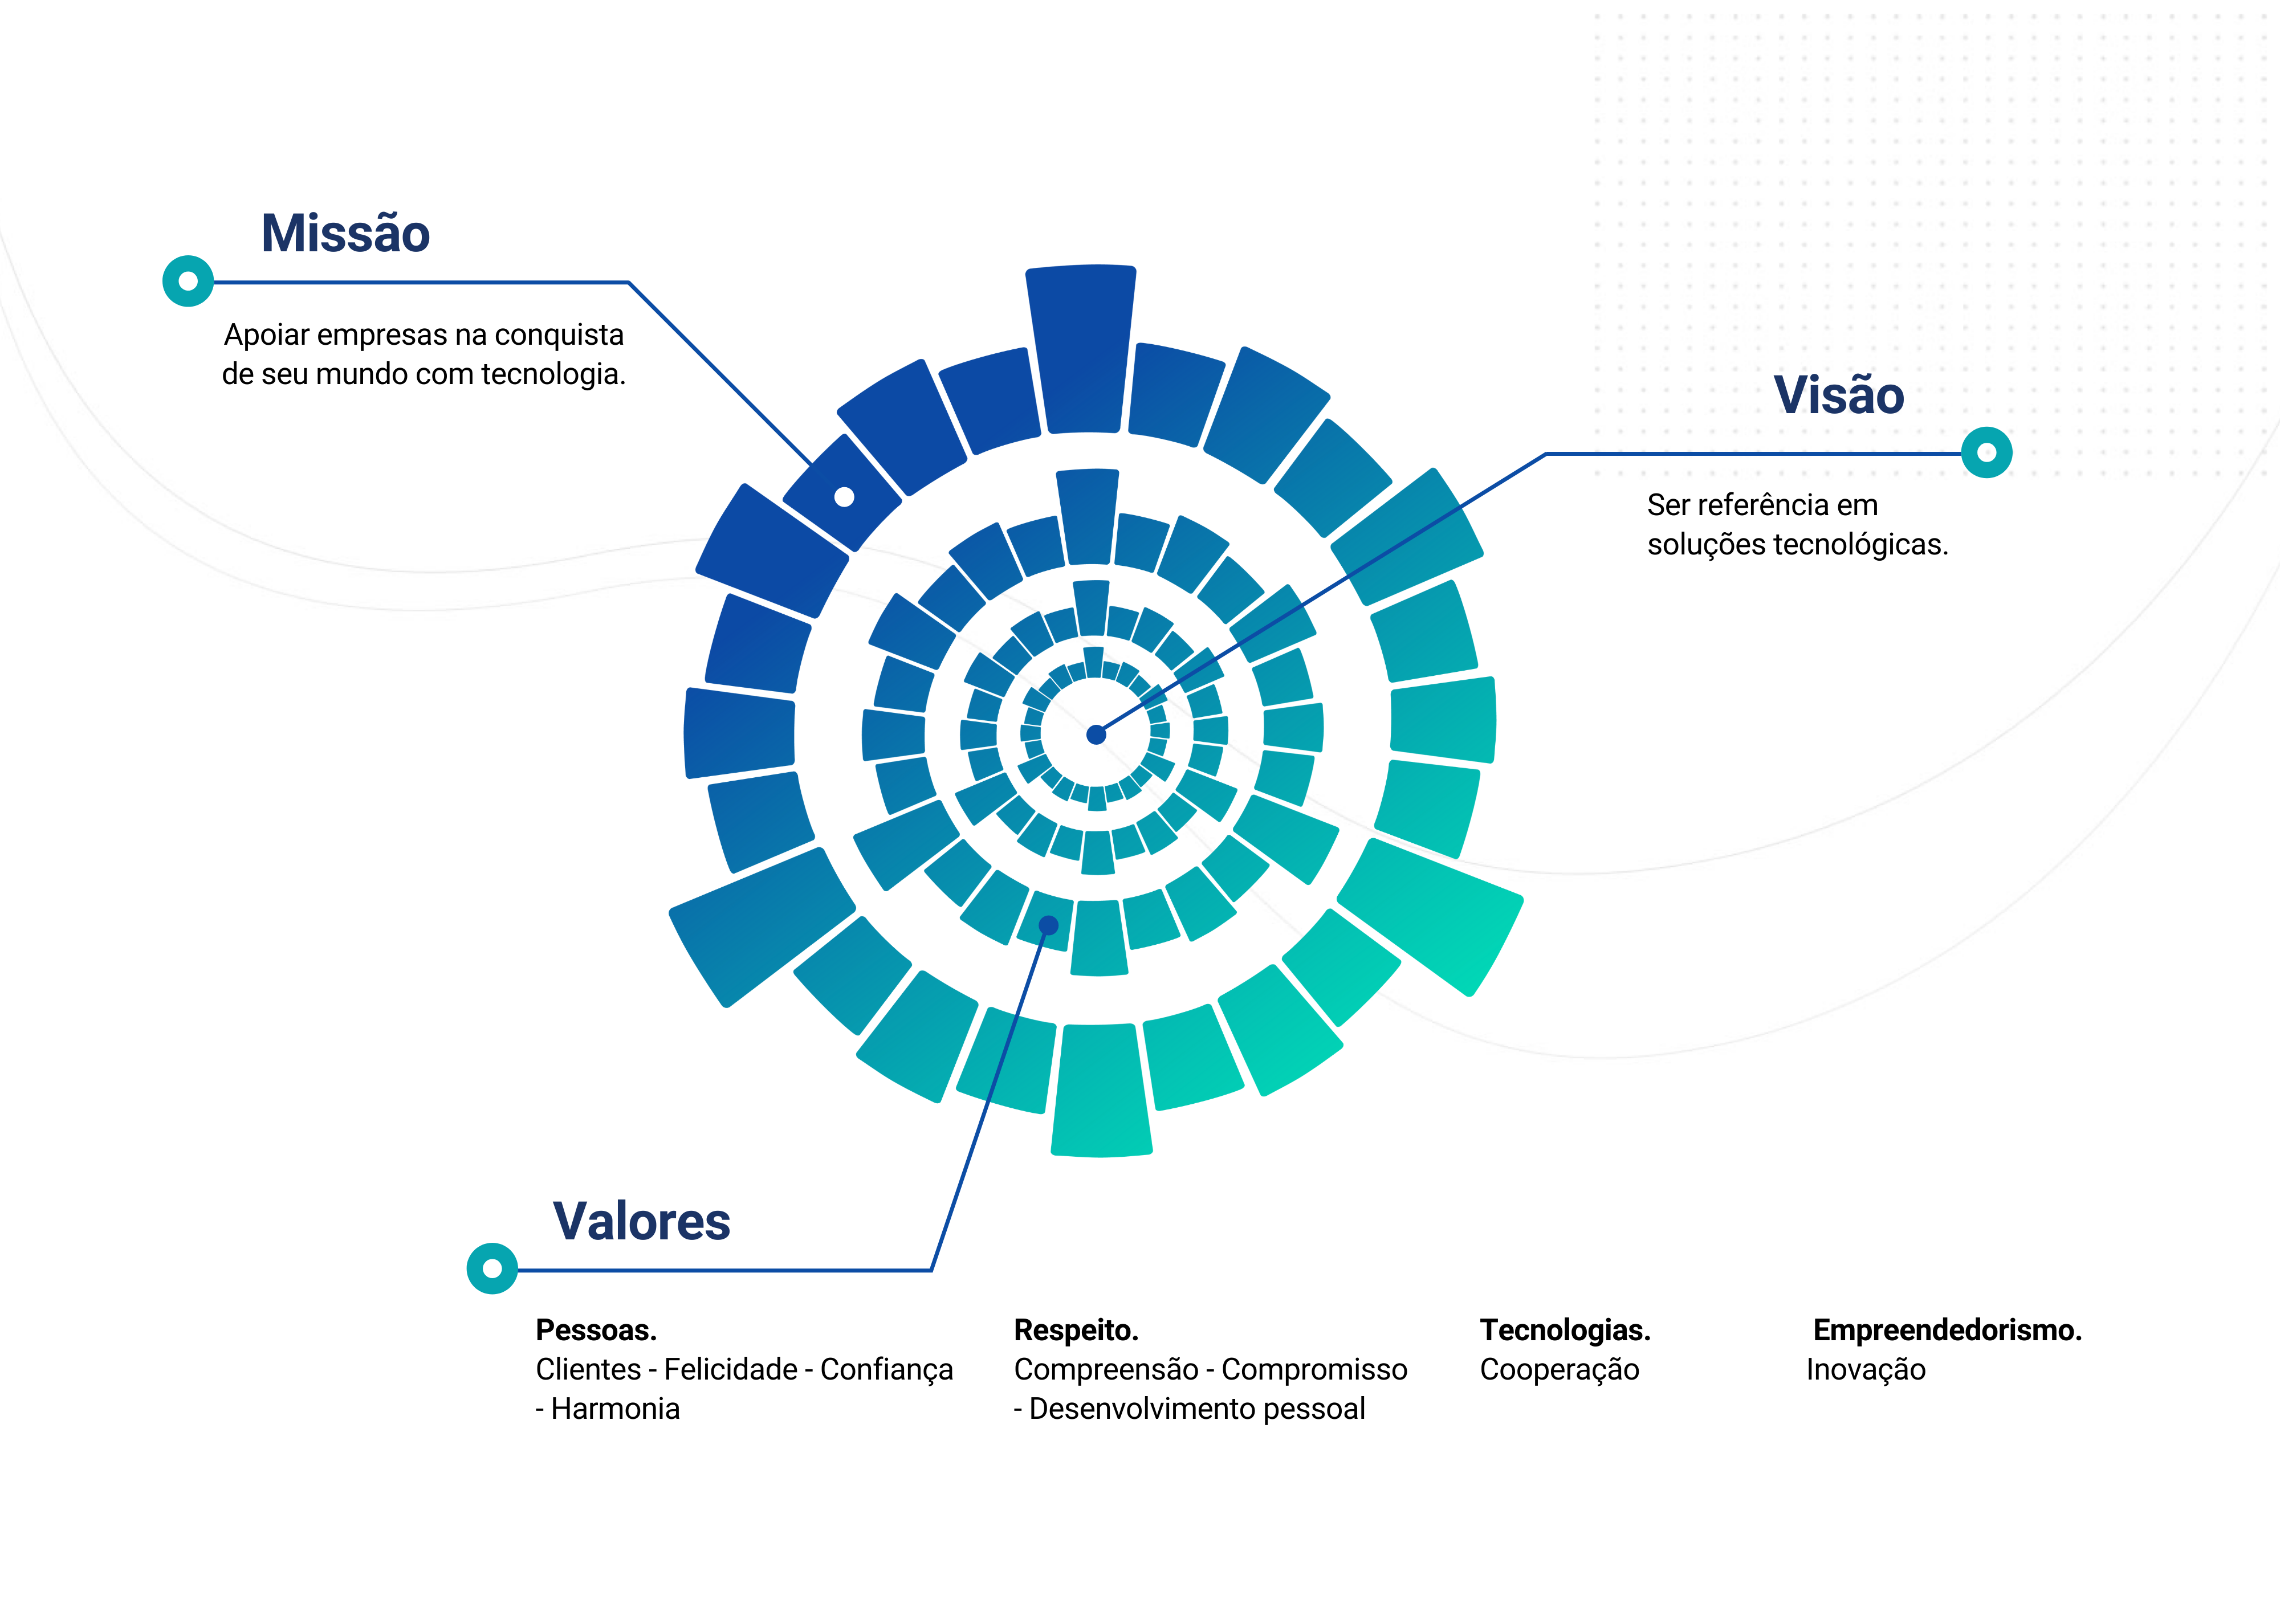 Missão
Apoiar empresas na conquista
de seu mundo com tecnologia.
Visão
Ser referência em
soluções tecnológicas.
Valores
Pessoas.
Clientes - Felicidade - Confiança
- Harmonia
Respeito.
Compreensão - Compromisso
- Desenvolvimento pessoal
Tecnologias.
Cooperação
Empreendedorismo.
Inovação